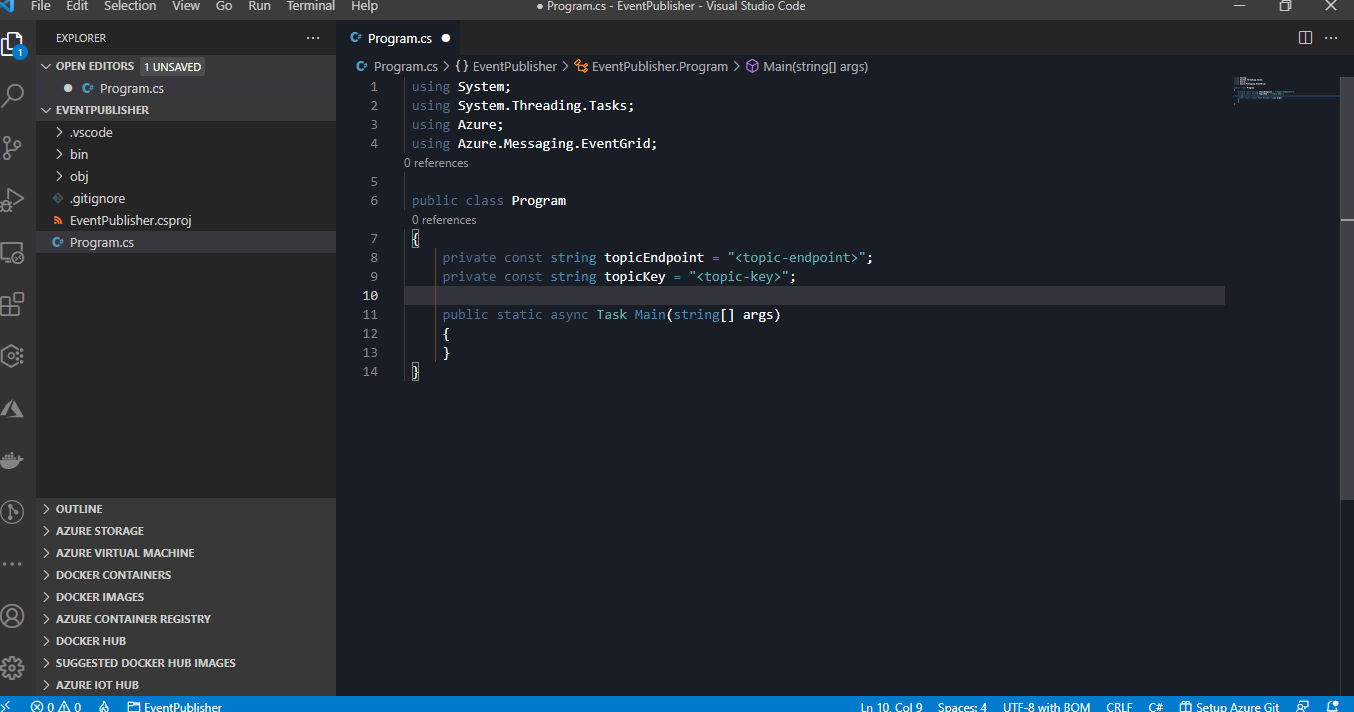 File Edit Selection View Go Run Terminal Help ● Program.cs - EventPublisher - Visual Studio Code
EXPLORER ···
1
OPEN EDITORS 1 UNSAVED
● C# Program.cs
EVENTPUBLISHER
.vscode
bin
obj
.gitignore
EventPublisher.csproj
C# Program.cs
OUTLINE
AZURE STORAGE
AZURE VIRTUAL MACHINE
DOCKER CONTAINERS
DOCKER IMAGES
AZURE CONTAINER REGISTRY
DOCKER HUB
SUGGESTED DOCKER HUB IMAGES
AZURE IOT HUB
C# Program.cs ●
C# Program.cs > {} EventPublisher > EventPublisher.Program > Main(string[] args)
1 using System;
2 using System.Threading.Tasks;
3 using Azure;
4 using Azure.Messaging.EventGrid;
0 references
5
6 public class Program
0 references
7 {
8 private const string topicEndpoint = "<topic-endpoint>";
9 private const string topicKey = "<topic-key>";
10
11 public static async Task Main(string[] args)
12 {
13 }
14 }
0 0 EventPublisher Ln 10, Col 9 Spaces: 4 UTF-8 with BOM CRLF C# Setup Azure Git